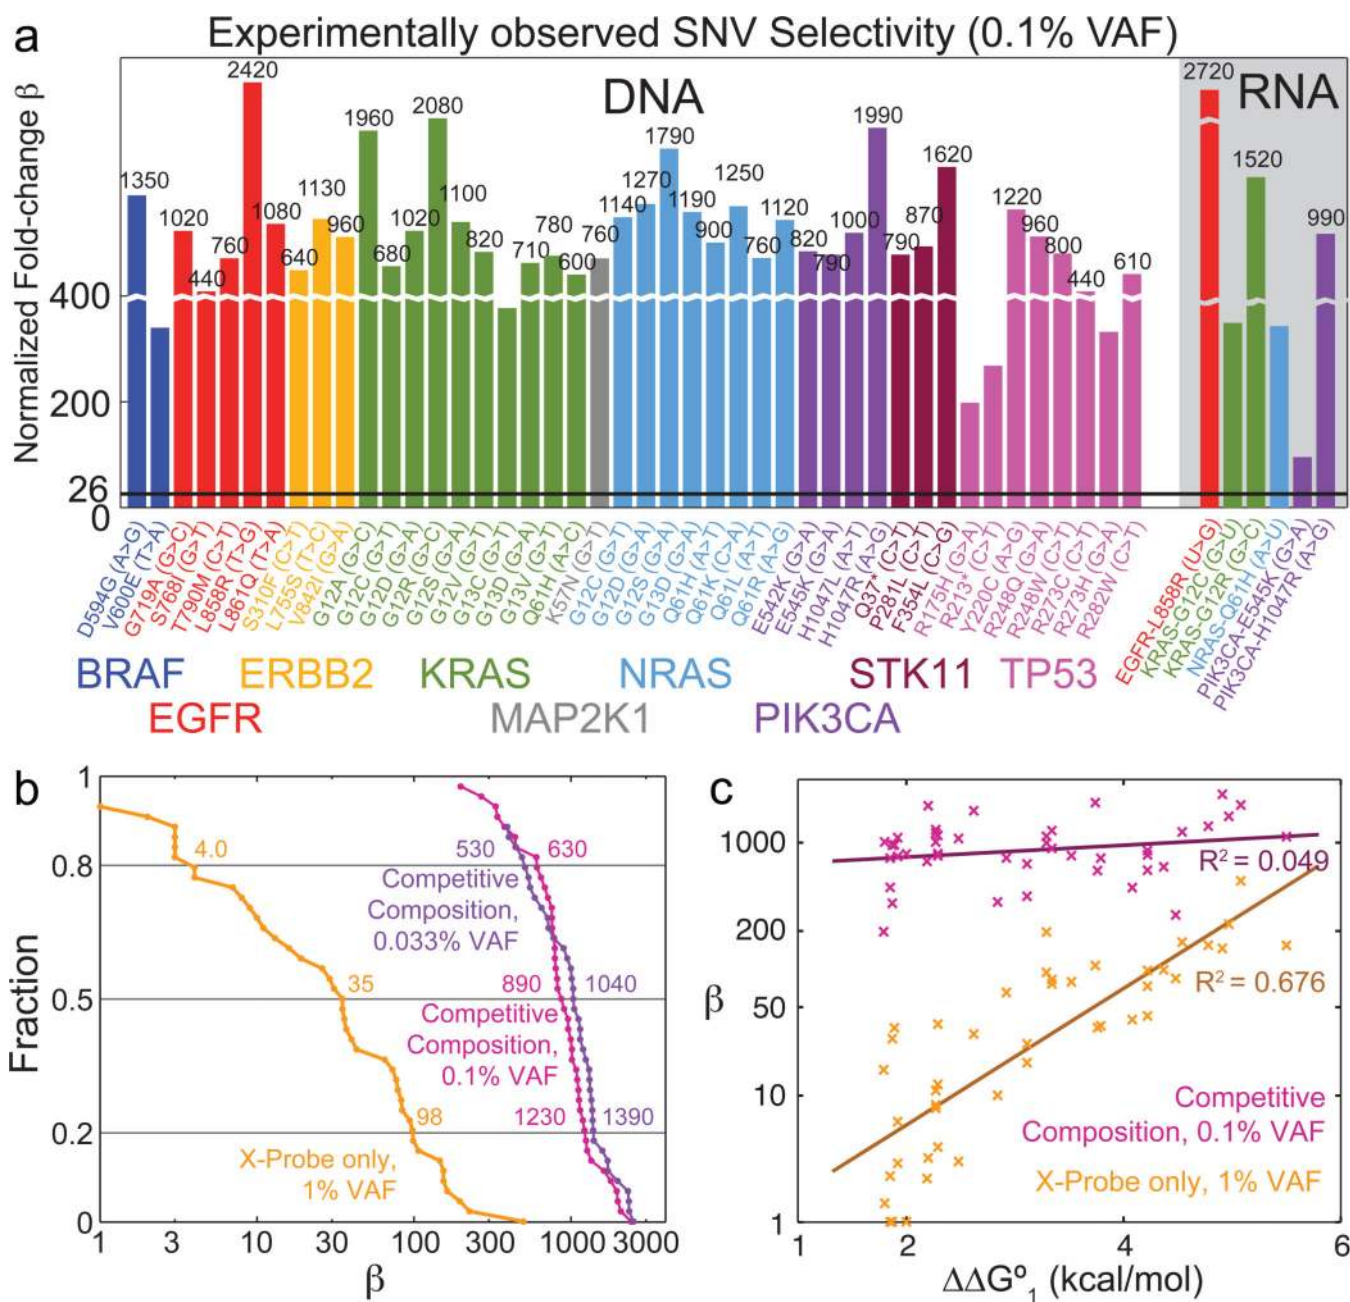 a
Experimentally observed SNV Selectivity (0.1% VAF)
Normalized Fold-change β
400
200
26
0
DNA
RNA
1350
1020
440
760
2420
1080
640
1130
960
1960
680
1020
2080
1100
820
710
780
600
760
1140
1270
1790
1190
900
1250
760
1120
820
790
1000
1990
790
870
1620
1220
960
800
440
610
2720
1520
990
D594G (A>G)
V600E (T>A)
G719A (G>C)
S768I (G>T)
T790M (C>T)
L858R (T>G)
L861Q (T>A)
S310F (C>T)
L755S (T>C)
V842I (G>A)
G12A (G>C)
G12C (G>T)
G12D (G>A)
G12R (G>C)
G12S (G>A)
G12V (G>T)
G13C (G>T)
G13D (G>A)
G13V (G>T)
Q61H (A>C)
K57N (G>T)
G12C (G>T)
G12D (G>A)
G12S (G>A)
G13D (G>A)
Q61H (A>T)
Q61K (C>A)
Q61L (A>T)
Q61R (A>G)
E542K (G>A)
E545K (G>A)
H1047L (A>T)
H1047R (A>G)
Q37* (C>T)
P281L (C>T)
F354L (C>G)
R175H (G>A)
R213* (C>T)
Y220C (A>G)
R248Q (G>A)
R248W (C>T)
R273C (C>T)
R273H (G>A)
R282W (C>T)
EGFR-L858R (U>G)
KRAS-G12C (G>U)
KRAS-G12R (G>C)
NRAS-Q61H (A>U)
PIK3CA-E545K (G>A)
PIK3CA-H1047R (A>G)
BRAF
EGFR
ERBB2
KRAS
MAP2K1
NRAS
PIK3CA
STK11
TP53
b
Fraction
1
0.8
0.5
0.2
0
4.0
35
98
530
630
890
1040
1230
1390
Competitive
Composition,
0.033% VAF
Competitive
Composition,
0.1% VAF
X-Probe only,
1% VAF
1
3
10
30
100
300
1000
3000
β
c
β
1000
200
50
10
1
R² = 0.049
R² = 0.676
Competitive
Composition, 0.1% VAF
X-Probe only, 1% VAF
1
2
4
6
ΔΔG°₁ (kcal/mol)